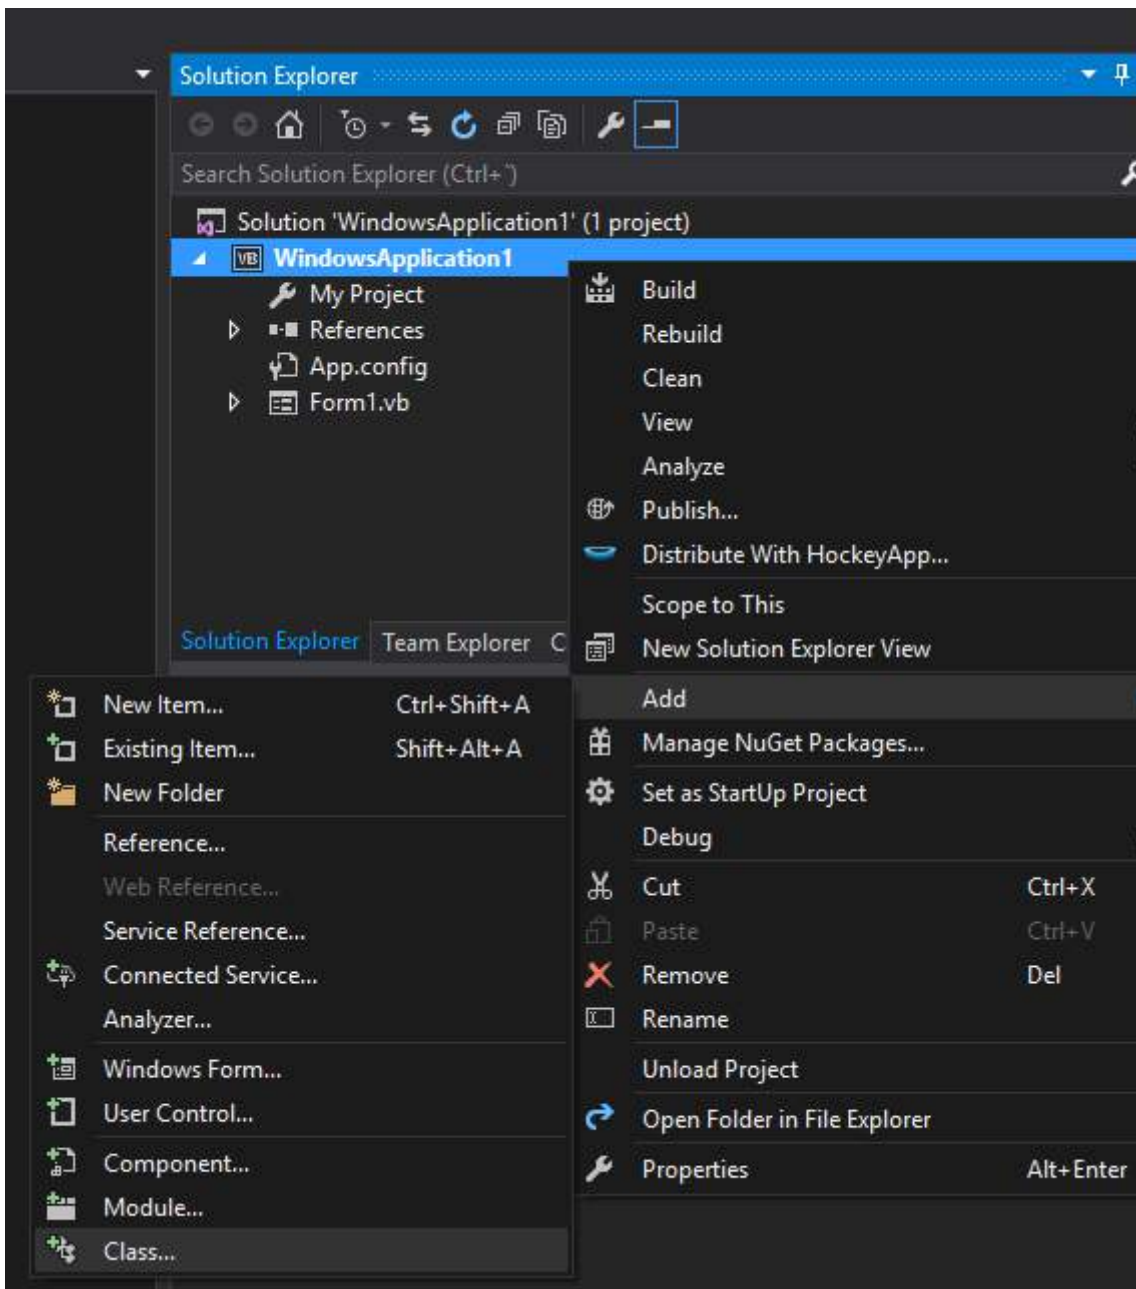 Solution Explorer
Search Solution Explorer (Ctrl+¨)
Solution 'WindowsApplication1' (1 project)
VB WindowsApplication1
My Project
References
App.config
Form1.vb
Solution Explorer Team Explorer C
Build
Rebuild
Clean
View
Analyze
Publish...
Distribute With HockeyApp...
Scope to This
New Solution Explorer View
Add
Manage NuGet Packages...
Set as StartUp Project
Debug
Cut Ctrl+X
Paste Ctrl+V
Remove Del
Rename
Unload Project
Open Folder in File Explorer
Properties Alt+Enter
New Item... Ctrl+Shift+A
Existing Item... Shift+Alt+A
New Folder
Reference...
Web Reference...
Service Reference...
Connected Service...
Analyzer...
Windows Form...
User Control...
Component...
Module...
Class...